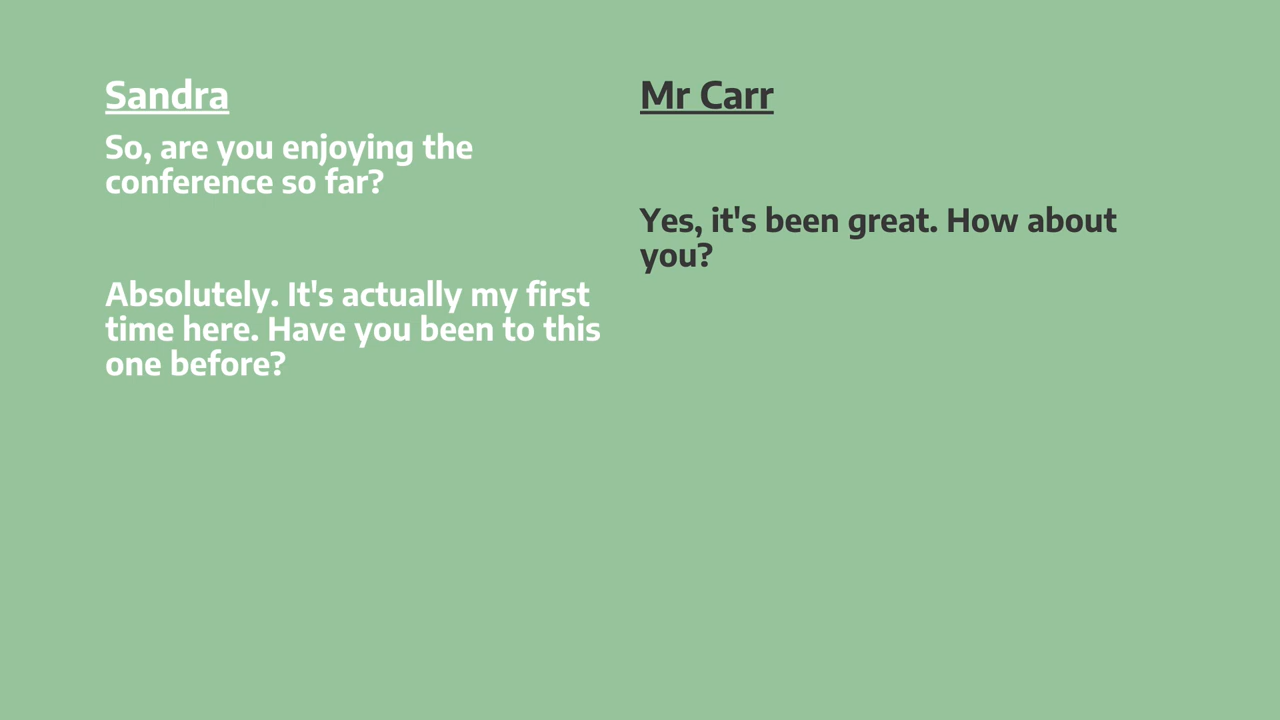 Sandra
Mr Carr
So, are you enjoying the
conference so far?
Yes, it's been great. How about
you?
Absolutely. It's actually my first
time here. Have you been to this
one before?